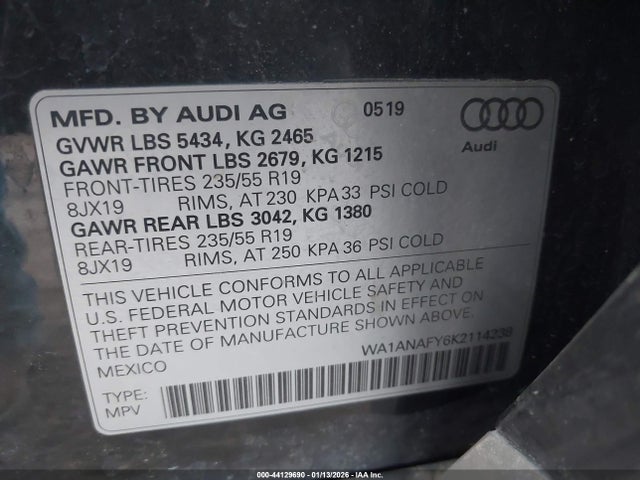 MFD. BY AUDI AG 0519
Audi
GVWR LBS 5434, KG 2465
GAWR FRONT LBS 2679, KG 1215
FRONT-TIRES 235/55 R19
8JX19 RIMS, AT 230 KPA 33 PSI COLD
GAWR REAR LBS 3042, KG 1380
REAR-TIRES 235/55 R19
8JX19 RIMS, AT 250 KPA 36 PSI COLD
THIS VEHICLE CONFORMS TO ALL APPLICABLE
U.S. FEDERAL MOTOR VEHICLE SAFETY AND
THEFT PREVENTION STANDARDS IN EFFECT ON
THE DATE OF MANUFACTURE SHOWN ABOVE.
MEXICO WA1ANAFY6K2114238
TYPE:
MPV
000-44129690 - 01/13/2026 - IAA Inc.